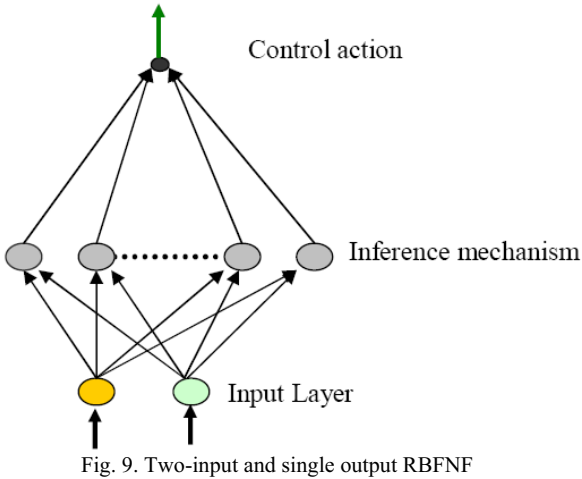 Control action
Inference mechanism
Input Layer
Fig. 9. Two-input and single output RBFNF